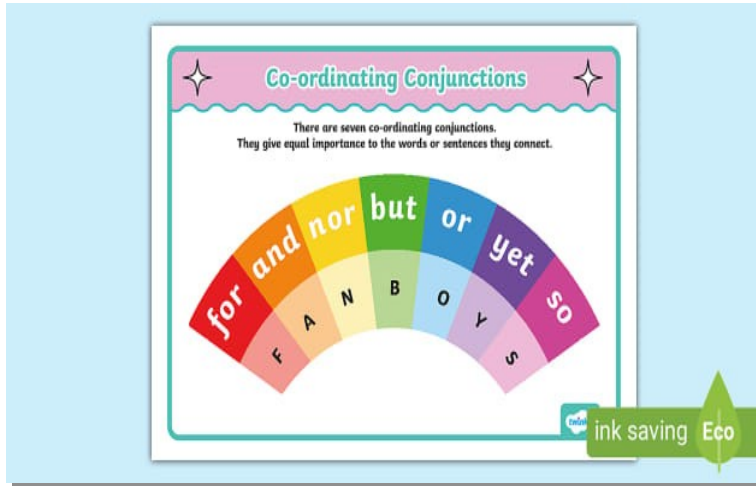 Co-ordinating Conjunctions
There are seven co-ordinating conjunctions.
They give equal importance to the words or sentences they connect.
for and nor but or yet so
F A N B O Y S
ink saving Eco